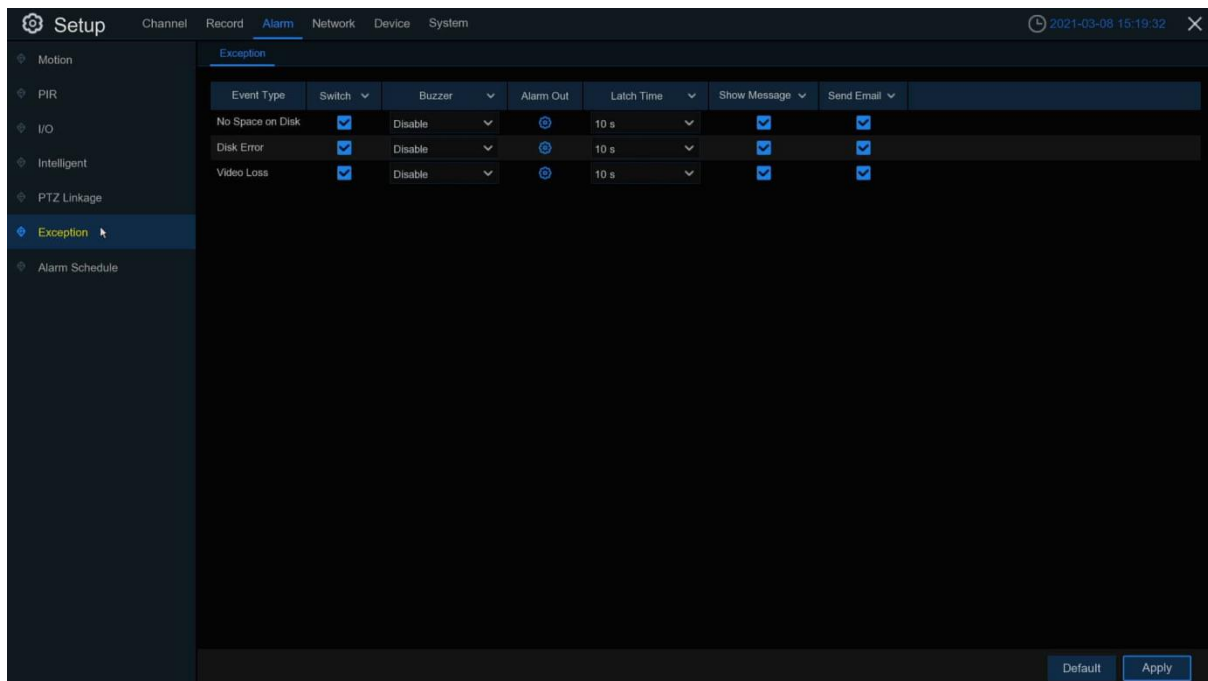 Setup Channel Record Alarm Network Device System 2021-03-08 15:19:32
Motion
PIR
I/O
Intelligent
PTZ Linkage
Exception
Alarm Schedule
Exception
Event Type Switch Buzzer Alarm Out Latch Time Show Message Send Email
No Space on Disk Disable 10 s
Disk Error Disable 10 s
Video Loss Disable 10 s
Default Apply